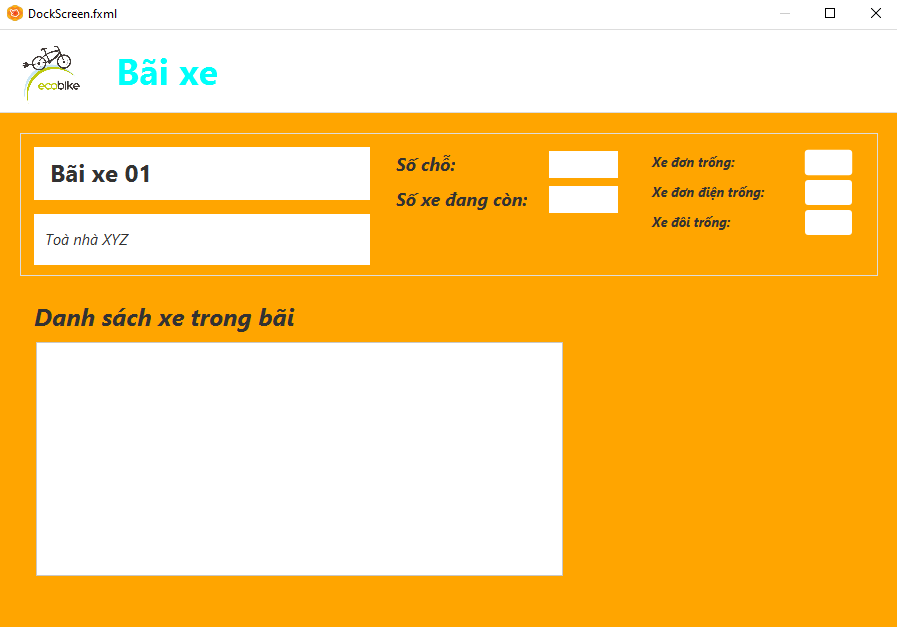 DockScreen.fxml
ecobike
Bãi xe
Bãi xe 01
Toà nhà XYZ
Số chỗ:
Số xe đang còn:
Xe đơn trống:
Xe đơn điện trống:
Xe đôi trống:
Danh sách xe trong bãi